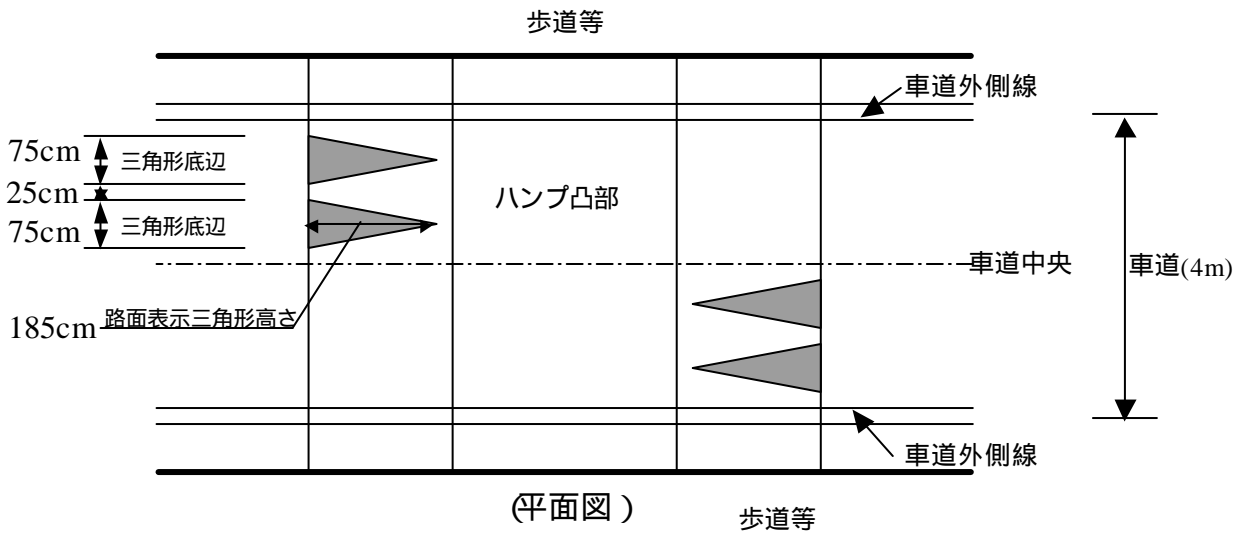 歩道等
車道外側線
75cm
三角形底辺
25cm
ハンプ凸部
75cm
三角形底辺
車道中央
車道(4m)
185cm
路面表示三角形高さ
車道外側線
(平面図)
歩道等